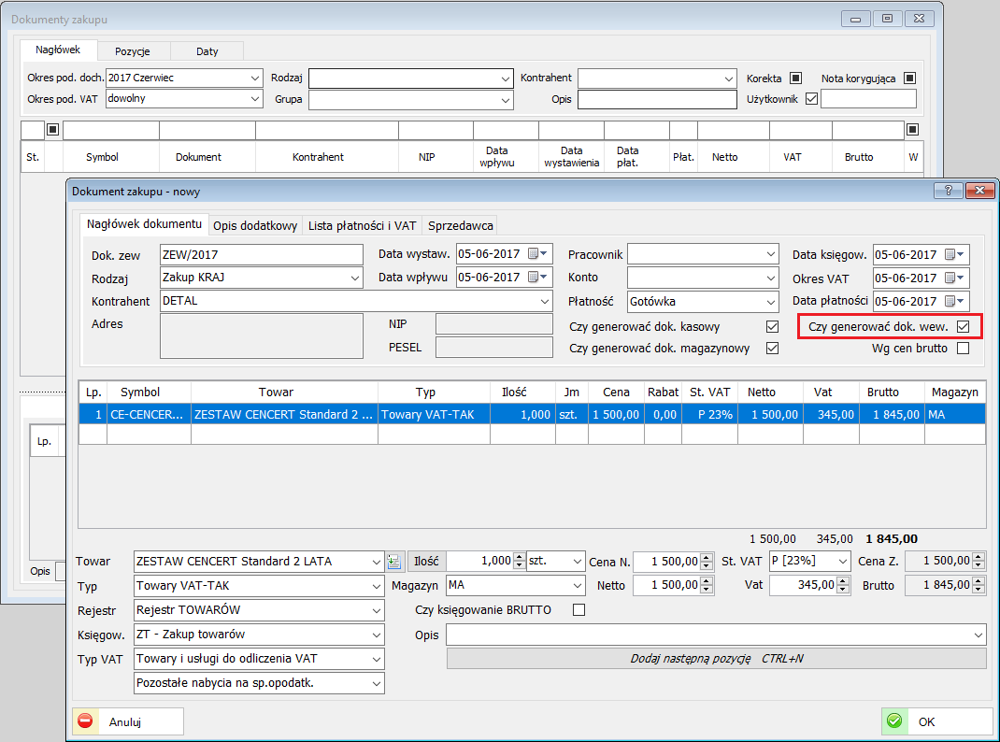 Dokumenty zakupu
Nagłówek Pozycje Daty
Okres pod. doch. 2017 Czerwiec Rodzaj Kontrahent Korekta Nota korygująca
Okres pod. VAT dowolny Grupa Opis Użytkownik
St. Symbol Dokument Kontrahent NIP Data wpływu Data wystawienia Data płat. Płat. Netto VAT Brutto W
Dokument zakupu - nowy
Nagłówek dokumentu Opis dodatkowy Lista płatności i VAT Sprzedawca
Dok. zew ZEW/2017 Data wystaw. 05-06-2017 Pracownik Data księgow. 05-06-2017
Rodzaj Zakup KRAJ Data wpływu 05-06-2017 Konto Okres VAT 05-06-2017
Kontrahent DETAL Płatność Gotówka Data płatności 05-06-2017
Adres NIP Czy generować dok. kasowy Czy generować dok. wew.
PESEL Czy generować dok. magazynowy Wg cen brutto
Lp. Symbol Towar Typ Ilość Jm Cena Rabat St. VAT Netto Vat Brutto Magazyn
1 CE-CENCER... ZESTAW CENCERT Standard 2 ... Towary VAT-TAK 1,000 szt. 1 500,00 0,00 P 23% 1 500,00 345,00 1 845,00 MA
Lp.
1 500,00 345,00 1 845,00
Towar ZESTAW CENCERT Standard 2 LATA Ilość 1,000 szt. Cena N. 1 500,00 St. VAT P [23%] Cena Z. 1 500,00
Opis
Typ Towary VAT-TAK Magazyn MA Netto 1 500,00 Vat 345,00 Brutto 1 845,00
Rejestr Rejestr TOWARÓW Czy księgowanie BRUTTO
Księgow. ZT - Zakup towarów Opis
Typ VAT Towary i usługi do odliczenia VAT Dodaj następną pozycję CTRL+N
Pozostałe nabycia na sp.opodatk.
Anuluj OK